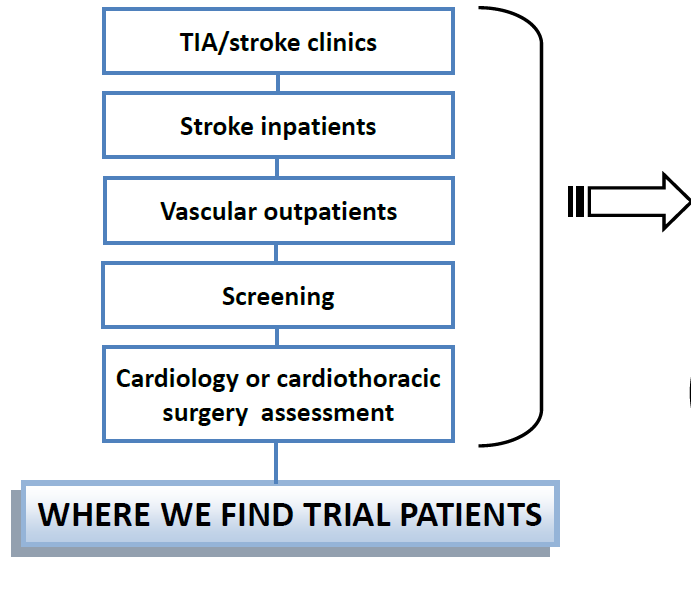 TIA/stroke clinics
Stroke inpatients
Vascular outpatients
Screening
Cardiology or cardiothoracic
surgery assessment
WHERE WE FIND TRIAL PATIENTS